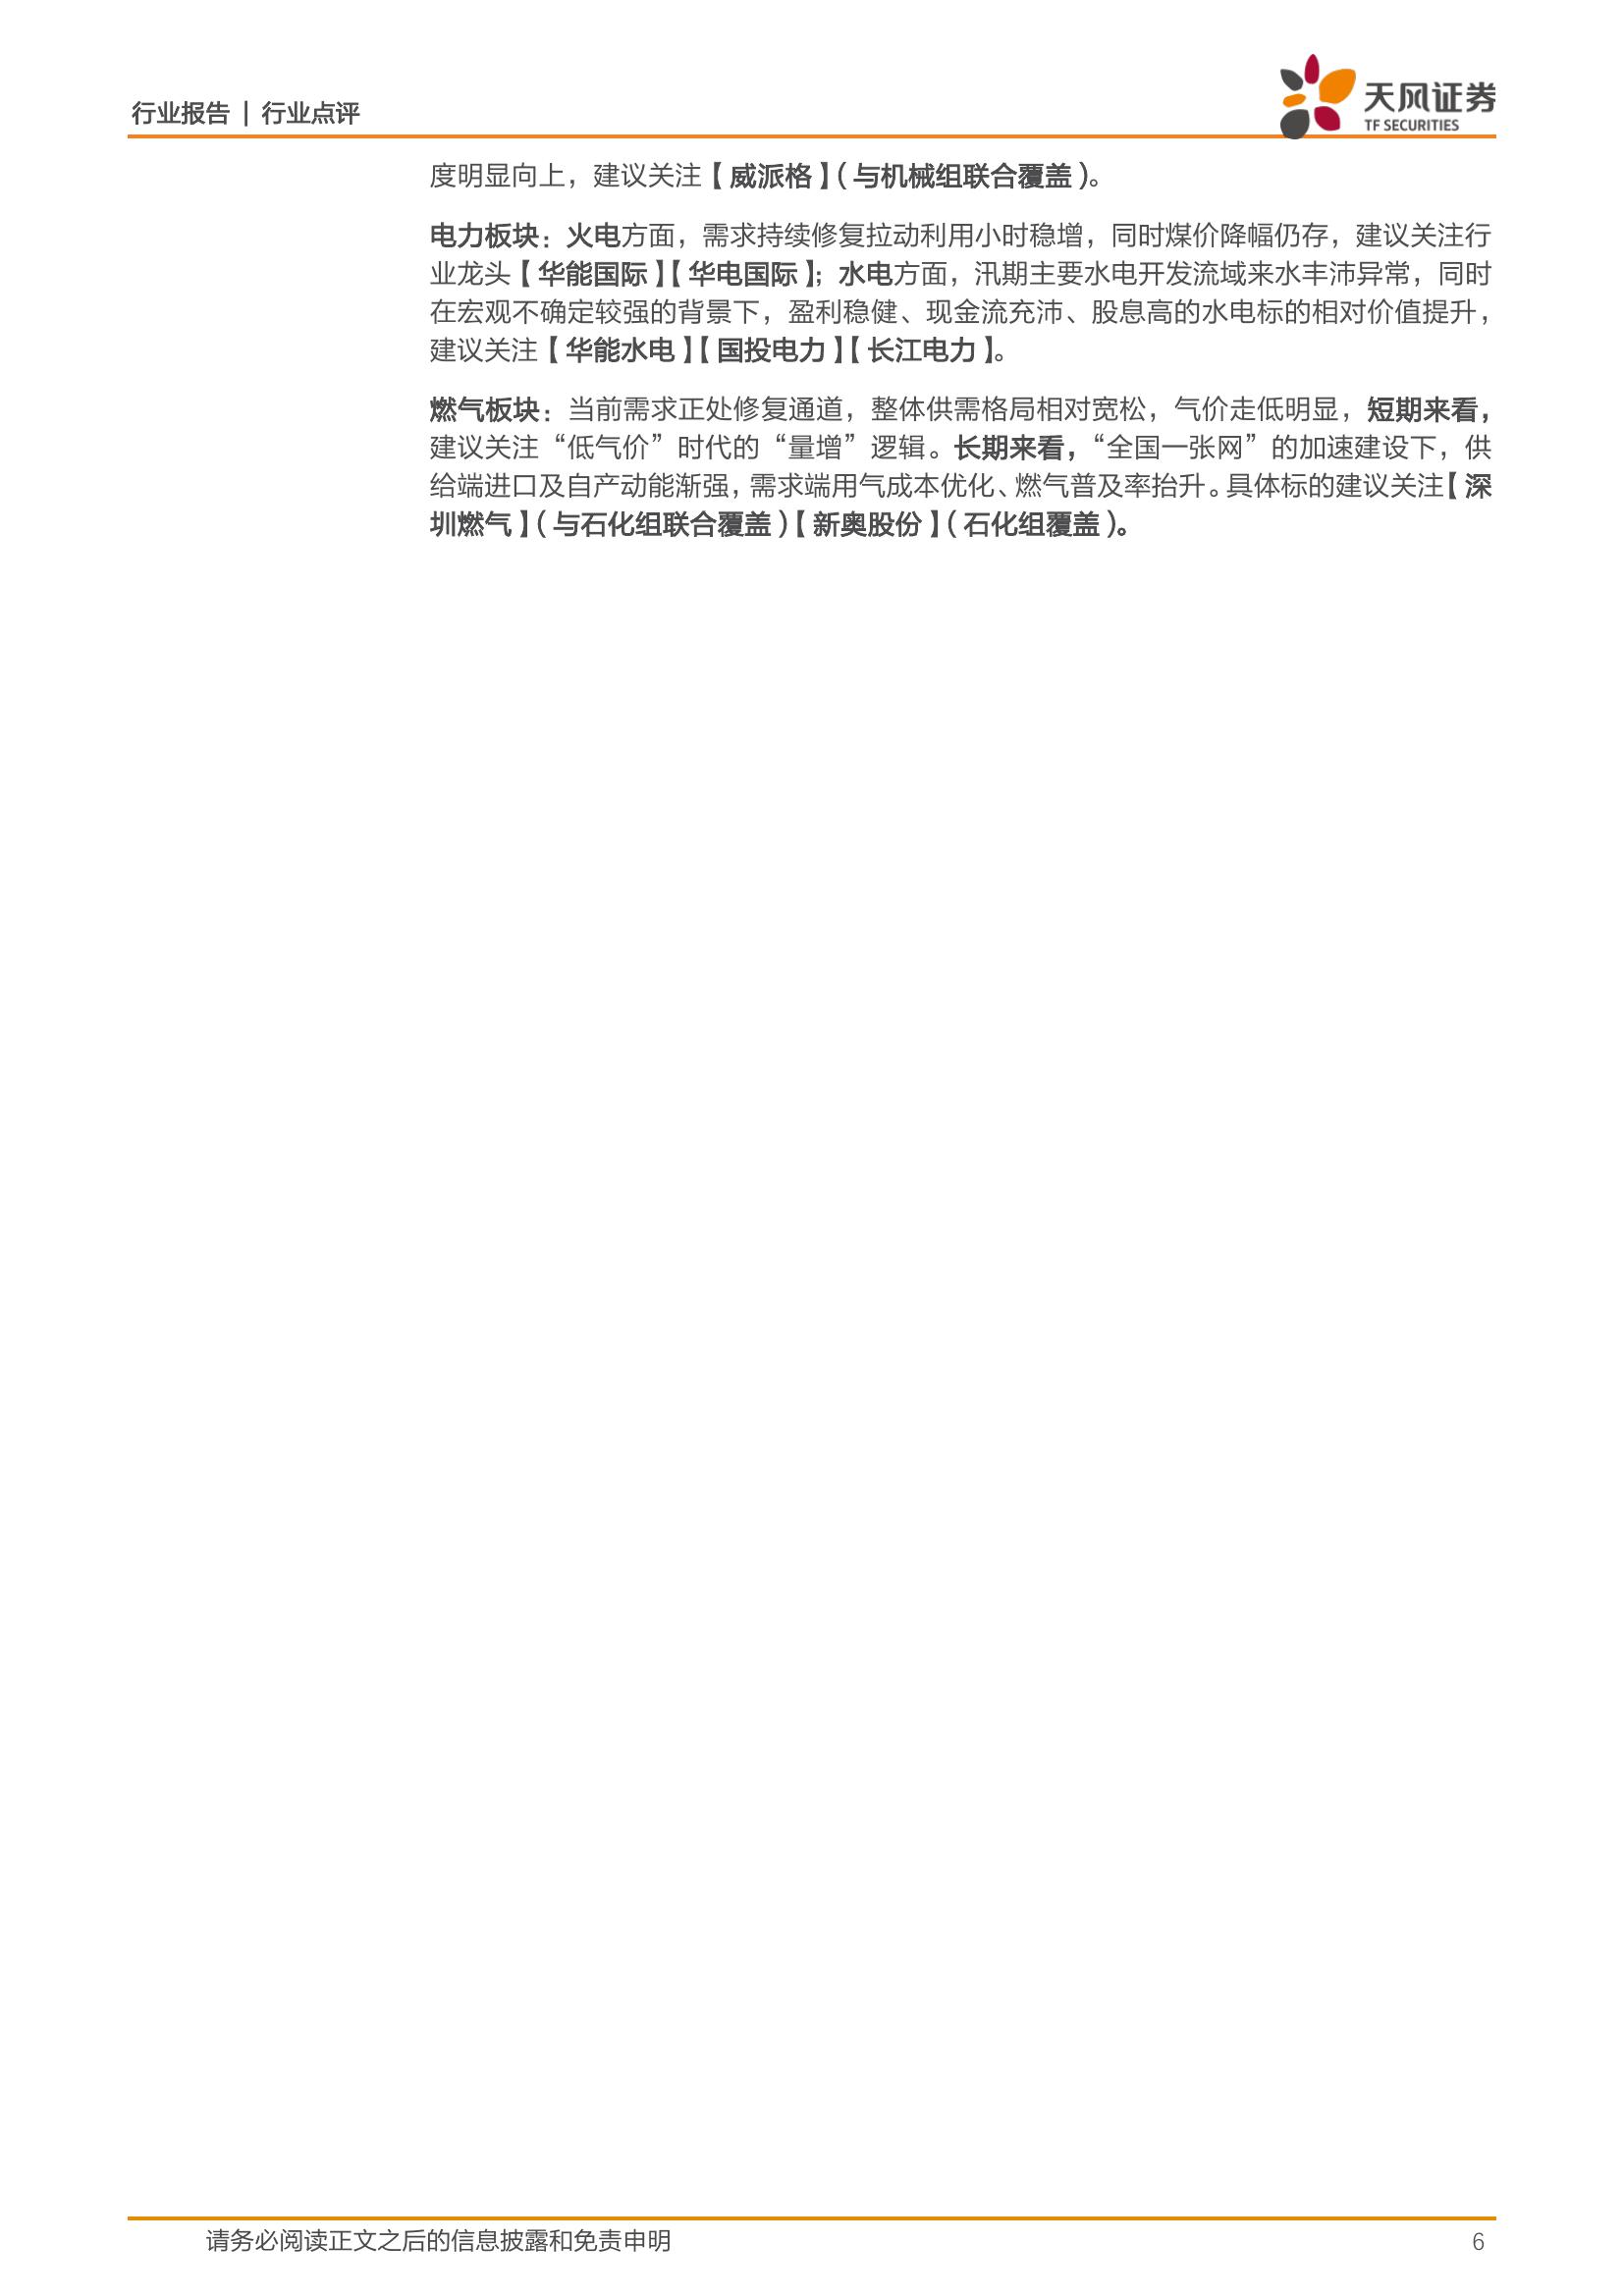 行业报告 | 行业点评
天风证券
TF SECURITIES
度明显向上，建议关注【威派格】（与机械组联合覆盖）。
电力板块：火电方面，需求持续修复拉动利用小时稳增，同时煤价降幅仍存，建议关注行
业龙头【华能国际】【华电国际】；水电方面，汛期主要水电开发流域来水丰沛异常，同时
在宏观不确定较强的背景下，盈利稳健、现金流充沛、股息高的水电标的相对价值提升，
建议关注【华能水电】【国投电力】【长江电力】。
燃气板块：当前需求正处修复通道，整体供需格局相对宽松，气价走低明显，短期来看，
建议关注“低气价”时代的“量增”逻辑。长期来看，“全国一张网”的加速建设下，供
给端进口及自产动能渐强，需求端用气成本优化、燃气普及率抬升。具体标的建议关注【深
圳燃气】（与石化组联合覆盖）【新奥股份】（石化组覆盖）。
请务必阅读正文之后的信息披露和免责申明
6